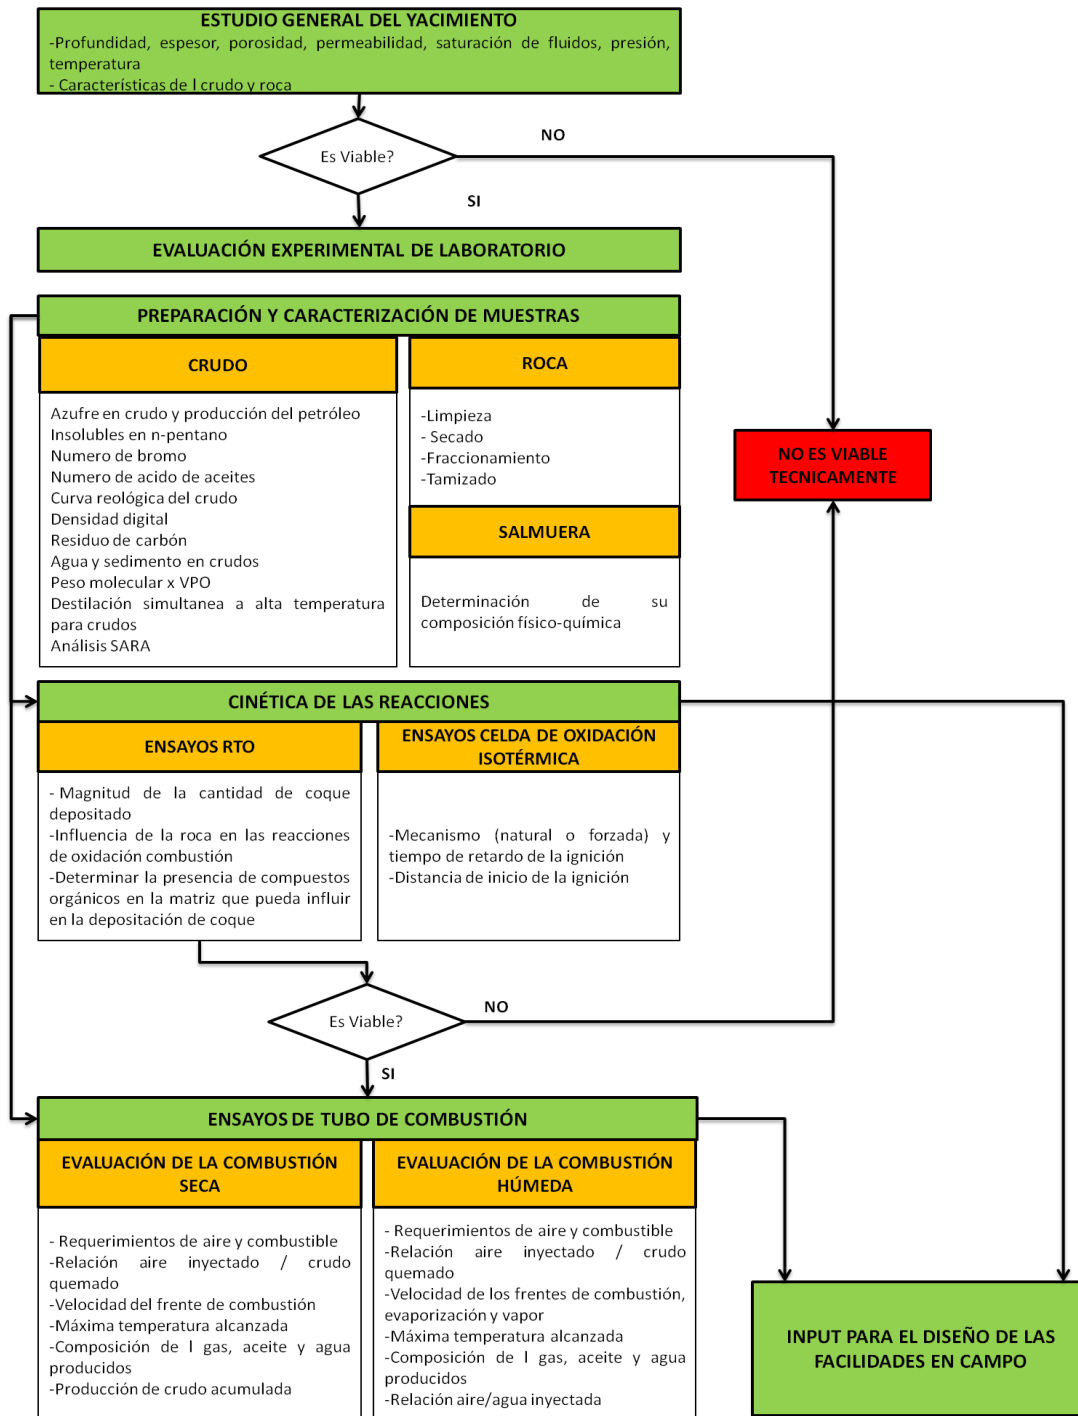 ESTUDIO GENERAL DEL YACIMIENTO
-Profundidad, espesor, porosidad, permeabilidad, saturación de fluidos, presión,
temperatura
- Características de l crudo y roca
Es Viable?
NO
SI
EVALUACIÓN EXPERIMENTAL DE LABORATORIO
PREPARACIÓN Y CARACTERIZACIÓN DE MUESTRAS
CRUDO
Azufre en crudo y producción del petróleo
Insolubles en n-pentano
Numero de bromo
Numero de acido de aceites
Curva reológica del crudo
Densidad digital
Residuo de carbón
Agua y sedimento en crudos
Peso molecular x VPO
Destilación simultanea a alta temperatura
para crudos
Análisis SARA
ROCA
-Limpieza
- Secado
-Fraccionamiento
-Tamizado
SALMUERA
Determinación de su
composición físico-química
NO ES VIABLE
TECNICAMENTE
CINÉTICA DE LAS REACCIONES
ENSAYOS RTO
- Magnitud de la cantidad de coque
depositado
-Influencia de la roca en las reacciones
de oxidación combustión
-Determinar la presencia de compuestos
orgánicos en la matriz que pueda influir
en la depositación de coque
ENSAYOS CELDA DE OXIDACIÓN
ISOTÉRMICA
-Mecanismo (natural o forzada) y
tiempo de retardo de la ignición
-Distancia de inicio de la ignición
Es Viable?
NO
SI
ENSAYOS DE TUBO DE COMBUSTIÓN
EVALUACIÓN DE LA COMBUSTIÓN
SECA
- Requerimientos de aire y combustible
-Relación aire inyectado / crudo
quemado
-Velocidad del frente de combustión
-Máxima temperatura alcanzada
-Composición de l gas, aceite y agua
producidos
-Producción de crudo acumulada
EVALUACIÓN DE LA COMBUSTIÓN
HÚMEDA
- Requerimientos de aire y combustible
-Relación aire inyectado / crudo
quemado
-Velocidad de los frentes de combustión,
evaporización y vapor
-Máxima temperatura alcanzada
-Composición de l gas, aceite y agua
producidos
-Relación aire/agua inyectada
INPUT PARA EL DISEÑO DE LAS
FACILIDADES EN CAMPO